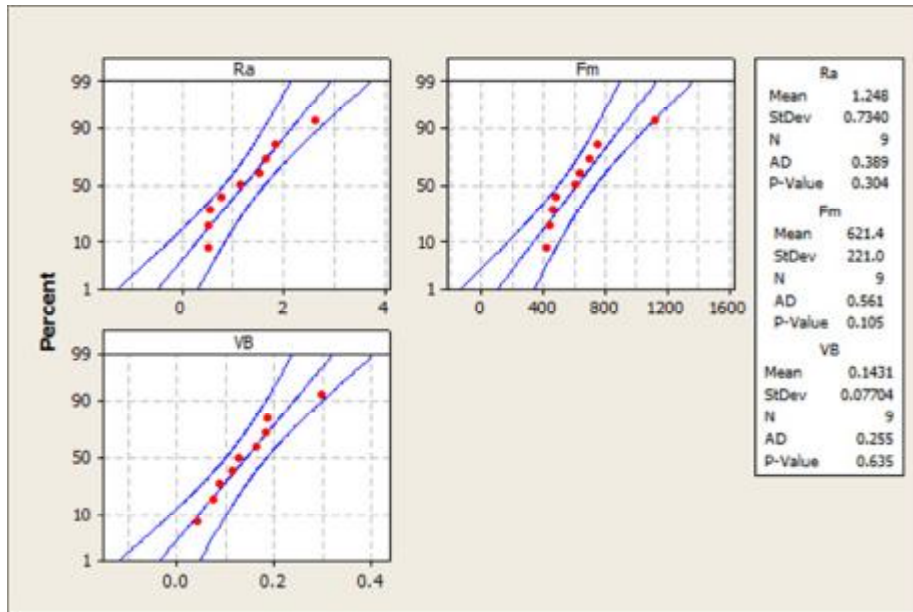 Ra
99
90
50
10
1
0 2 4
Fm
99
90
50
10
1
0 400 800 1200 1600
Percent
VB
99
90
50
10
1
0.0 0.2 0.4
Ra
Mean 1.248
StDev 0.7340
N 9
AD 0.389
P-Value 0.304
Fm
Mean 621.4
StDev 221.0
N 9
AD 0.561
P-Value 0.105
VB
Mean 0.1431
StDev 0.07704
N 9
AD 0.255
P-Value 0.635